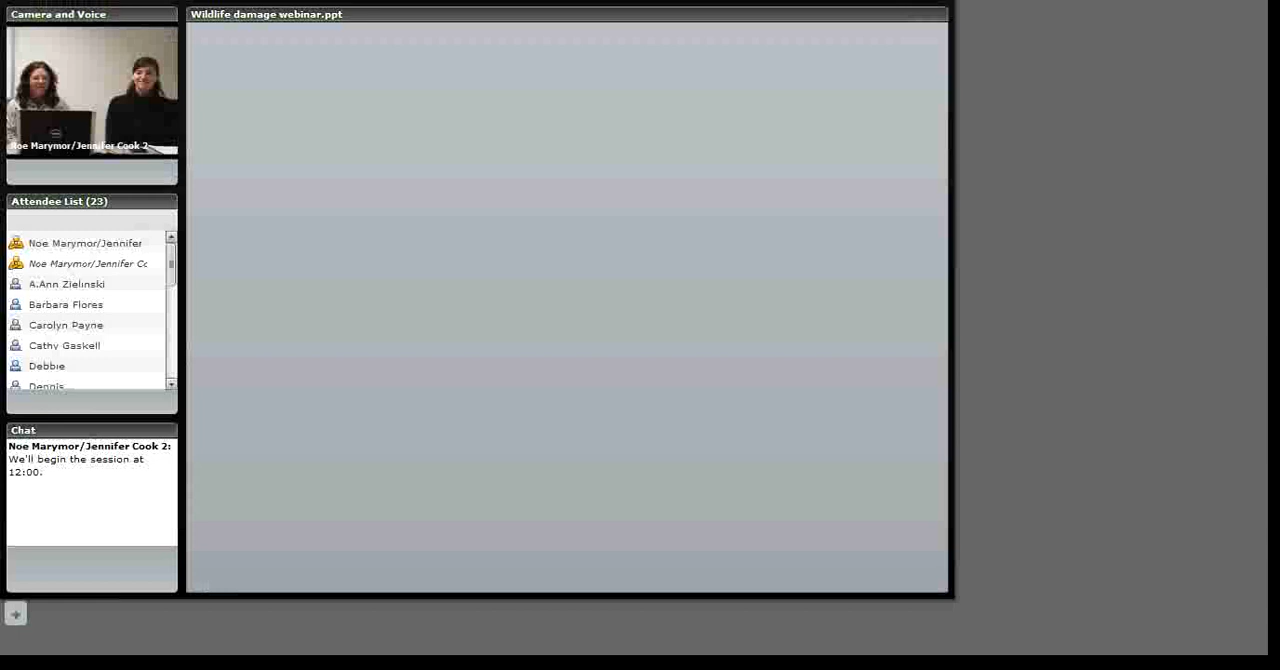 Camera and Voice
Noe Marymor/Jennifer Cook 2
Attendee List (23)
Noe Marymor/Jennifer
Noe Marymor/Jennifer Cc
A.Ann Zielinski
Barbara Flores
Carolyn Payne
Cathy Gaskell
Debbie
Dennis
Chat
Noe Marymor/Jennifer Cook 2:
We'll begin the session at
12:00.
Wildlife damage webinar.ppt